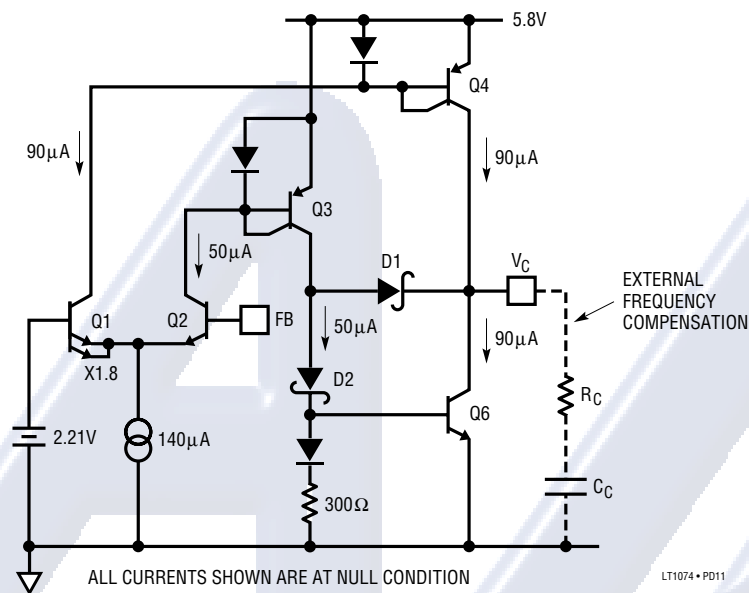 5.8V
Q4
90µA
90µA
Q3
50µA
D1
VC
EXTERNAL
FREQUENCY
COMPENSATION
Q1
Q2
FB
50µA
90µA
X1.8
D2
RC
Q6
2.21V
140µA
300Ω
CC
ALL CURRENTS SHOWN ARE AT NULL CONDITION
LT1074 • PD11